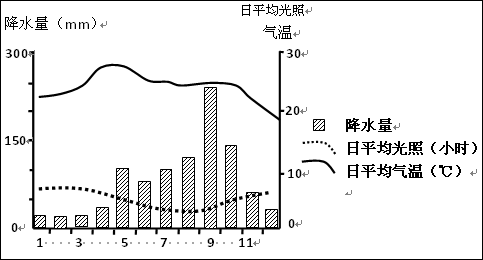 降水量（mm） 日平均光照
气温
300 30
20
150 10
0 0
1 3 5 7 9 11
降水量
日平均光照（小时）
日平均气温（℃）